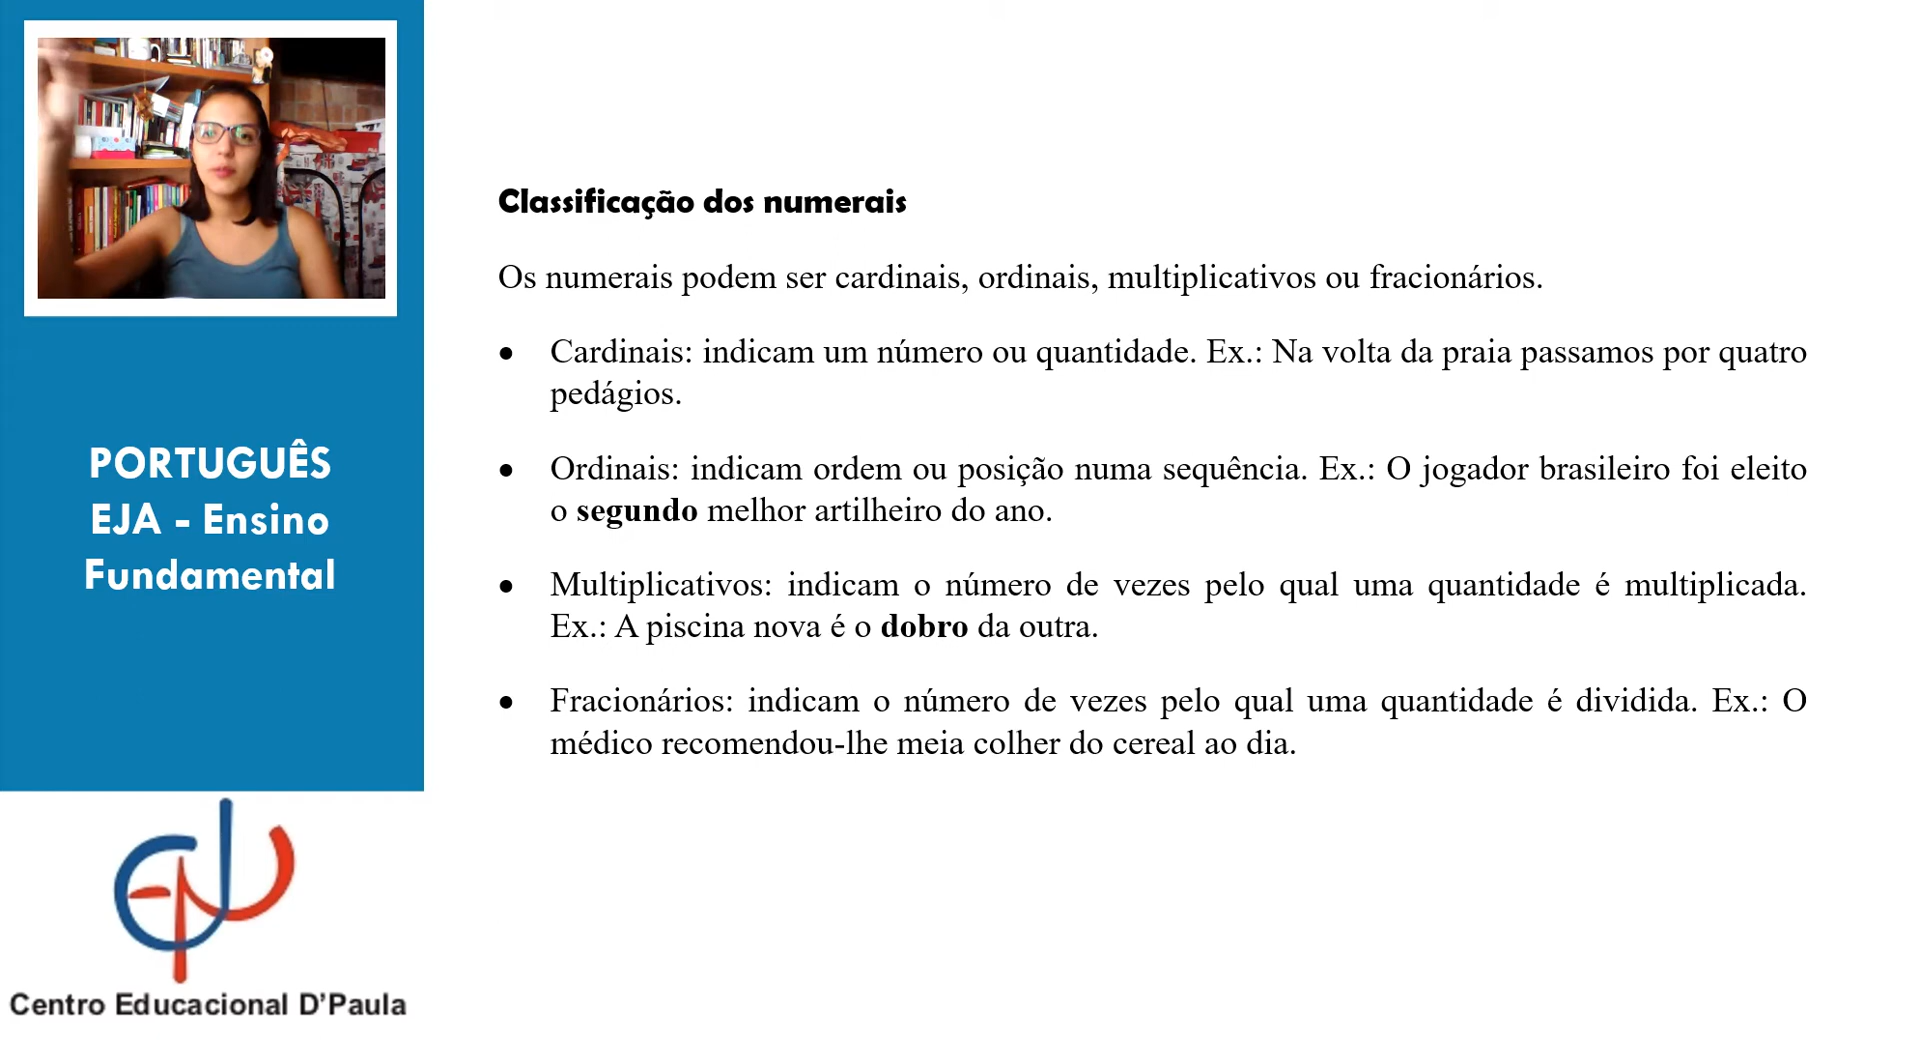 PORTUGUÊS
EJA - Ensino
Fundamental
Centro Educacional D'Paula
Classificação dos numerais
Os numerais podem ser cardinais, ordinais, multiplicativos ou fracionários.
• Cardinais: indicam um número ou quantidade. Ex.: Na volta da praia passamos por quatro
pedágios.
• Ordinais: indicam ordem ou posição numa sequência. Ex.: O jogador brasileiro foi eleito
o segundo melhor artilheiro do ano.
• Multiplicativos: indicam o número de vezes pelo qual uma quantidade é multiplicada.
Ex.: A piscina nova é o dobro da outra.
• Fracionários: indicam o número de vezes pelo qual uma quantidade é dividida. Ex.: O
médico recomendou-lhe meia colher do cereal ao dia.